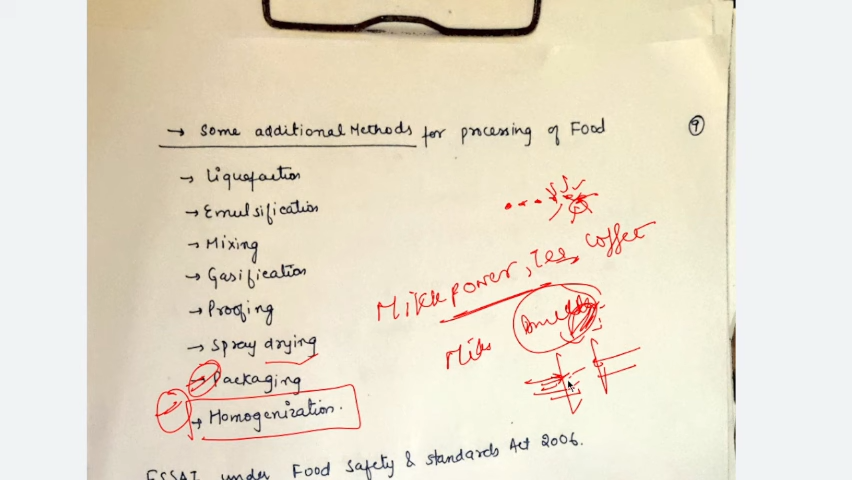 → Some additional Methods for processing of Food ⑨
→ Liquefaction
→ Emulsification
→ Mixing
→ Gasification
→ Proofing
→ Spray drying
→ Packaging
→ Homogenization.
Milk power, Tea, Coffee
Milk
FSSAI under Food Safety & standards Act 2006.